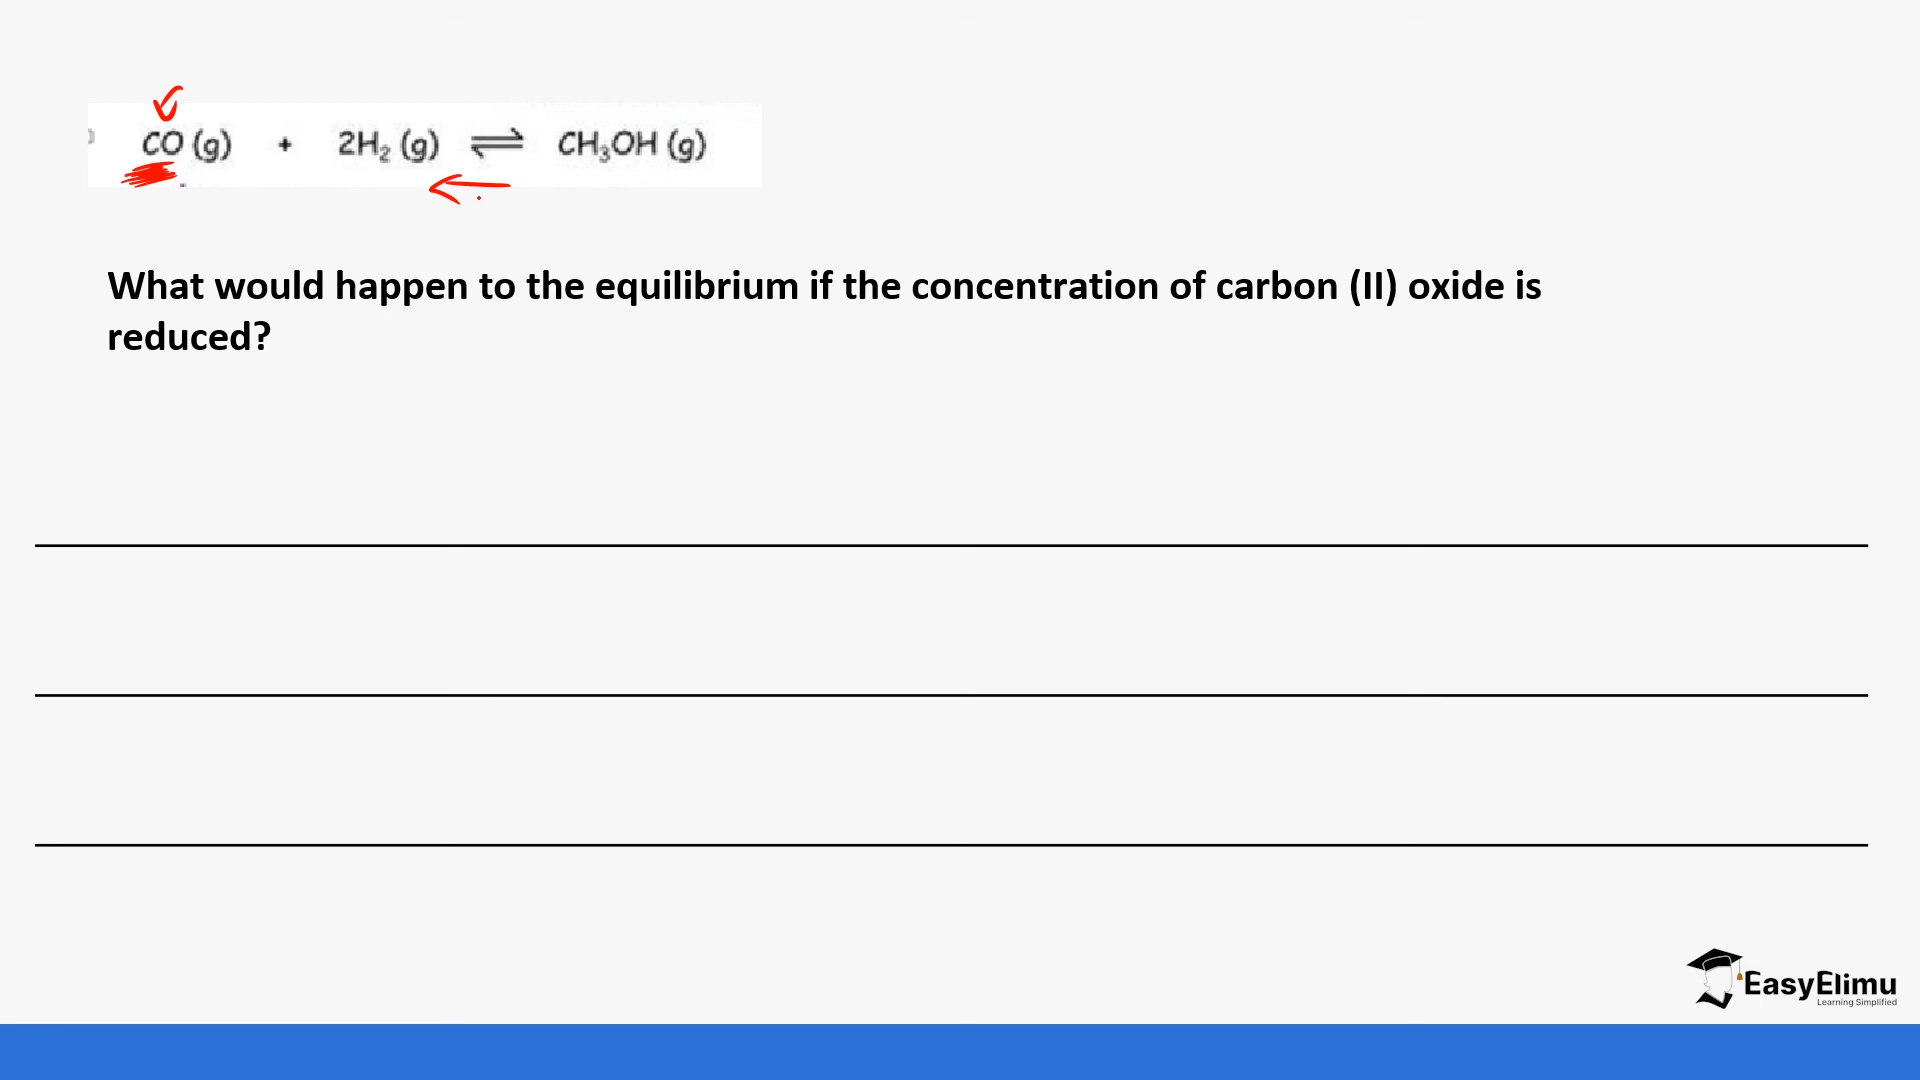 CO (g) + 2H₂ (g) ⇌ CH₃OH (g)
What would happen to the equilibrium if the concentration of carbon (II) oxide is
reduced?
EasyElimu
Learning Simplified